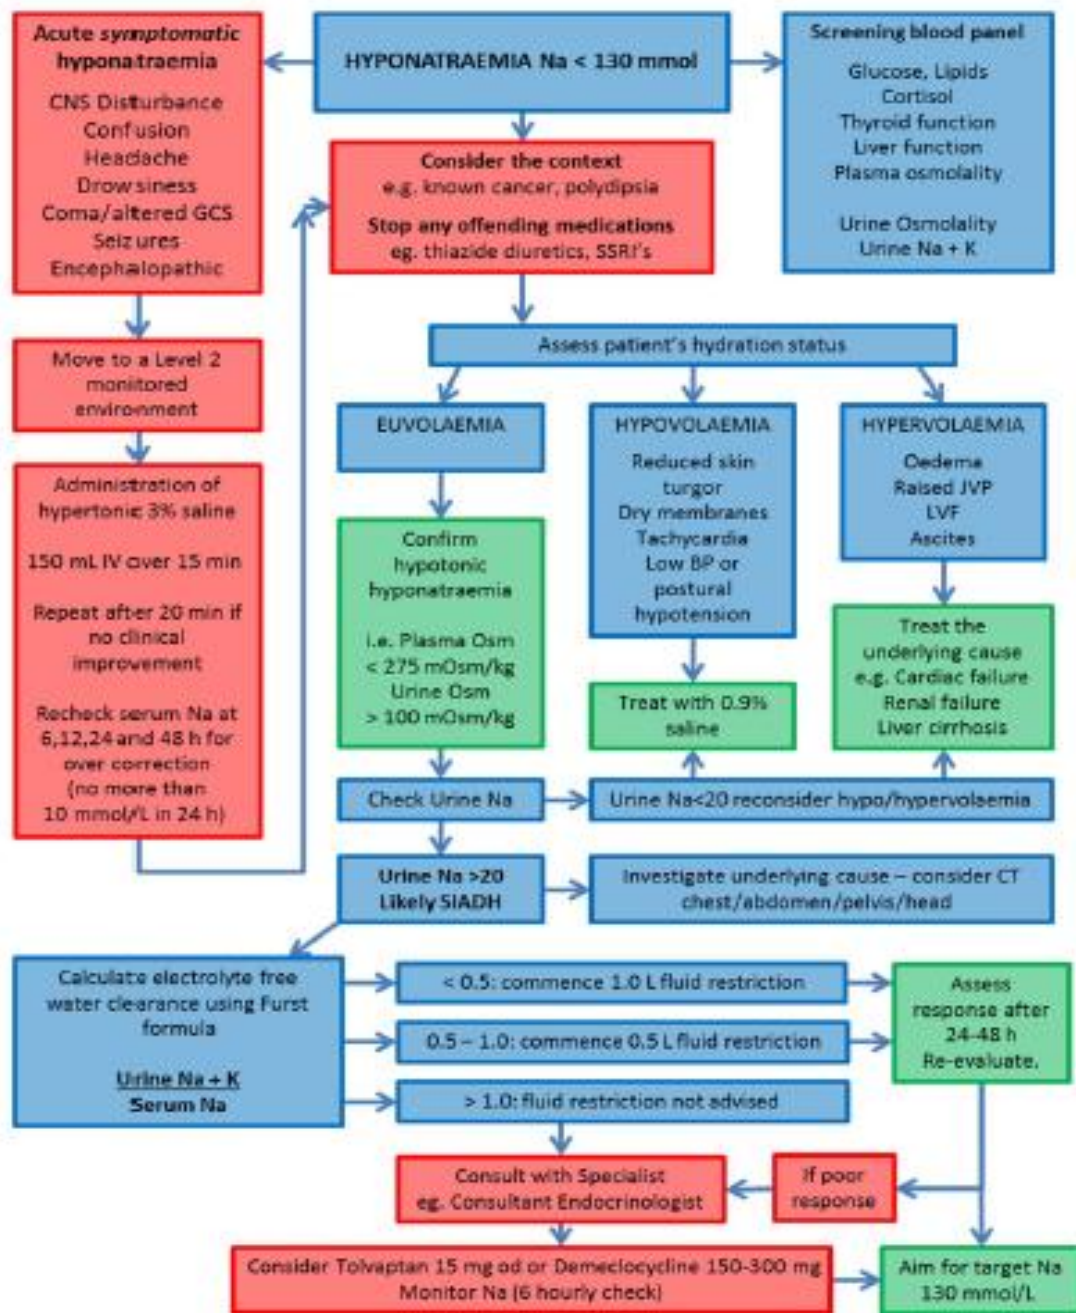 Acute symptomatic
hyponatraemia
CNS Disturbance
Confusion
Headache
Drowsiness
Coma/altered GCS
Seizures
Encephalopathic
HYPONATRAEMIA Na < 130 mmol
Screening blood panel
Glucose, Lipids
Cortisol
Thyroid function
Liver function
Plasma osmolality
Urine Osmolality
Urine Na + K
Consider the context
e.g. known cancer, polydipsia
Stop any offending medications
eg. thiazide diuretics, SSRI's
Move to a Level 2
monitored
environment
Assess patient's hydration status
Administration of
hypertonic 3% saline
150 mL IV over 15 min
Repeat after 20 min if
no clinical
improvement
Recheck serum Na at
6,12,24 and 48 h for
over correction
(no more than
10 mmol/L in 24 h)
EUVOLAEMIA
HYPOVOLAEMIA
Reduced skin
turgor
Dry membranes
Tachycardia
Low BP or
postural
hypotension
HYPERVOLAEMIA
Oedema
Raised JVP
LVF
Ascites
Confirm
hypotonic
hyponatraemia
i.e. Plasma Osm
< 275 mOsm/kg
Urine Osm
> 100 mOsm/kg
Treat with 0.9%
saline
Treat the
underlying cause
e.g. Cardiac failure
Renal failure
Liver cirrhosis
Check Urine Na
Urine Na<20 reconsider hypo/hypervolaemia
Urine Na >20
Likely SIADH
Investigate underlying cause – consider CT
chest/abdomen/pelvis/head
Calculate electrolyte free
water clearance using Furst
formula
Urine Na + K
Serum Na
< 0.5: commence 1.0 L fluid restriction
0.5 – 1.0: commence 0.5 L fluid restriction
> 1.0: fluid restriction not advised
Assess
response after
24-48 h
Re-evaluate.
Consult with Specialist
eg. Consultant Endocrinologist
If poor
response
Consider Tolvaptan 15 mg od or Demeclocycline 150-300 mg
Monitor Na (6 hourly check)
Aim for target Na
130 mmol/L